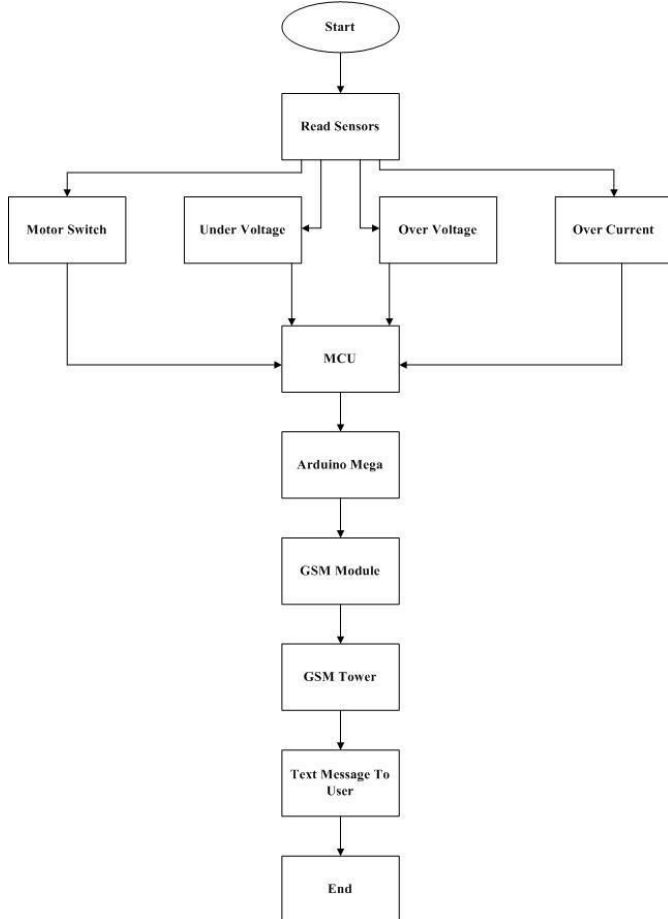 Start
Read Sensors
Motor Switch
Under Voltage
Over Voltage
Over Current
MCU
Arduino Mega
GSM Module
GSM Tower
Text Message To
User
End